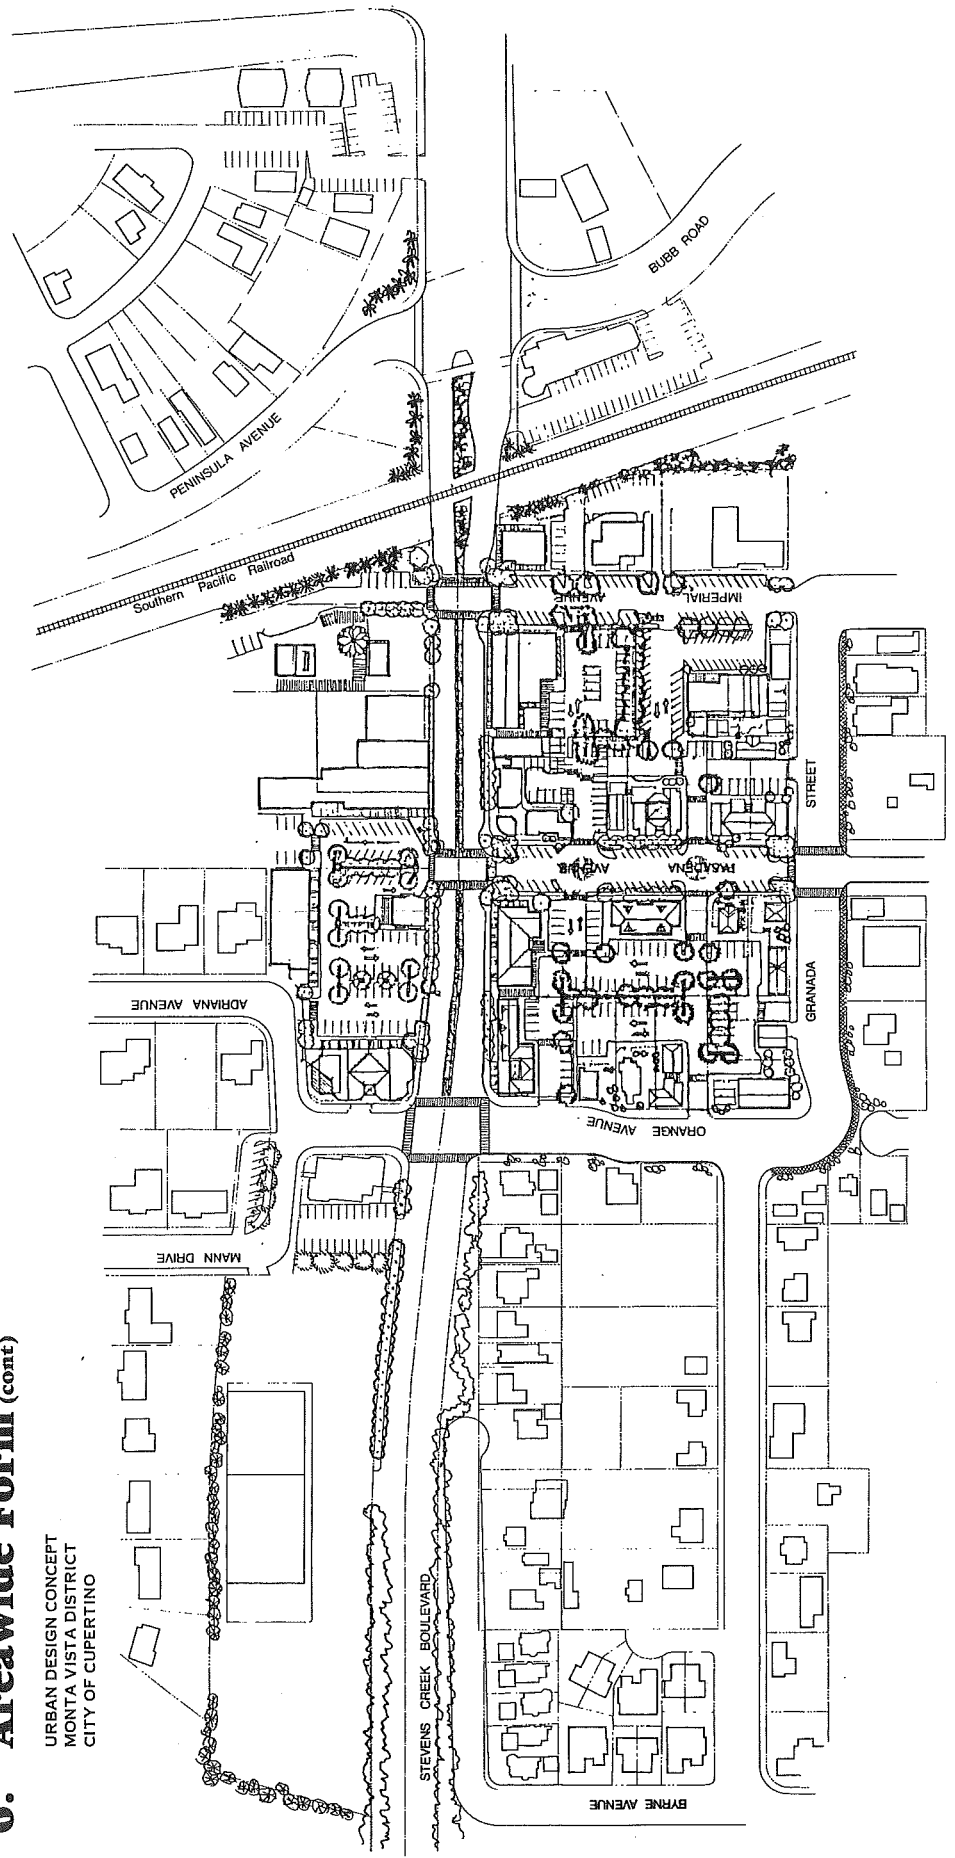 6. Areawide Form (cont)
URBAN DESIGN CONCEPT
MONTA VISTA DISTRICT
CITY OF CUPERTINO
PENINSULA AVENUE
BUBB ROAD
Southern Pacific Railroad
IMPERIAL AVENUE
STREET
PASADENA AVENUE
ADRIANA AVENUE
GRANADA
ORANGE AVENUE
MANN DRIVE
STEVENS CREEK BOULEVARD
BYRNE AVENUE